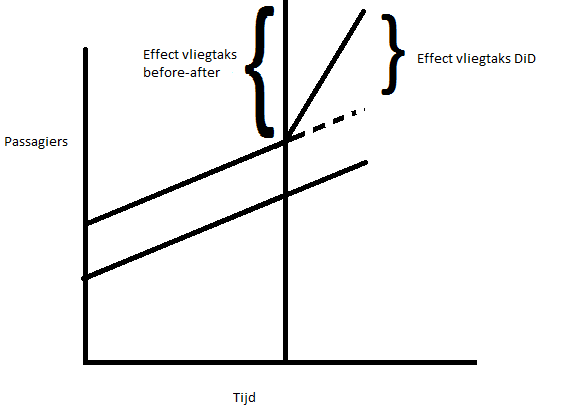 Effect vliegtaks
before-after
Effect vliegtaks DiD
Passagiers
Tijd